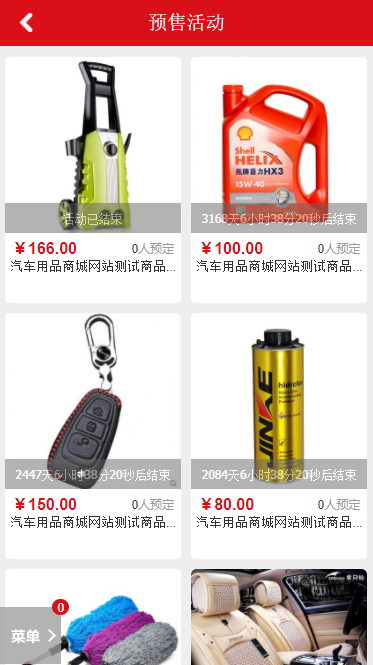 预售活动
Shell
HELIX
壳牌喜力HX3
15W-40
活动已结束
3168天6小时38分20秒后结束
￥166.00
0人预定
￥100.00
0人预定
汽车用品商城网站测试商品...
汽车用品商城网站测试商品...
JINKE
2447天6小时38分20秒后结束
2084天6小时38分20秒后结束
￥150.00
0人预定
￥80.00
0人预定
汽车用品商城网站测试商品...
汽车用品商城网站测试商品...
0
菜单